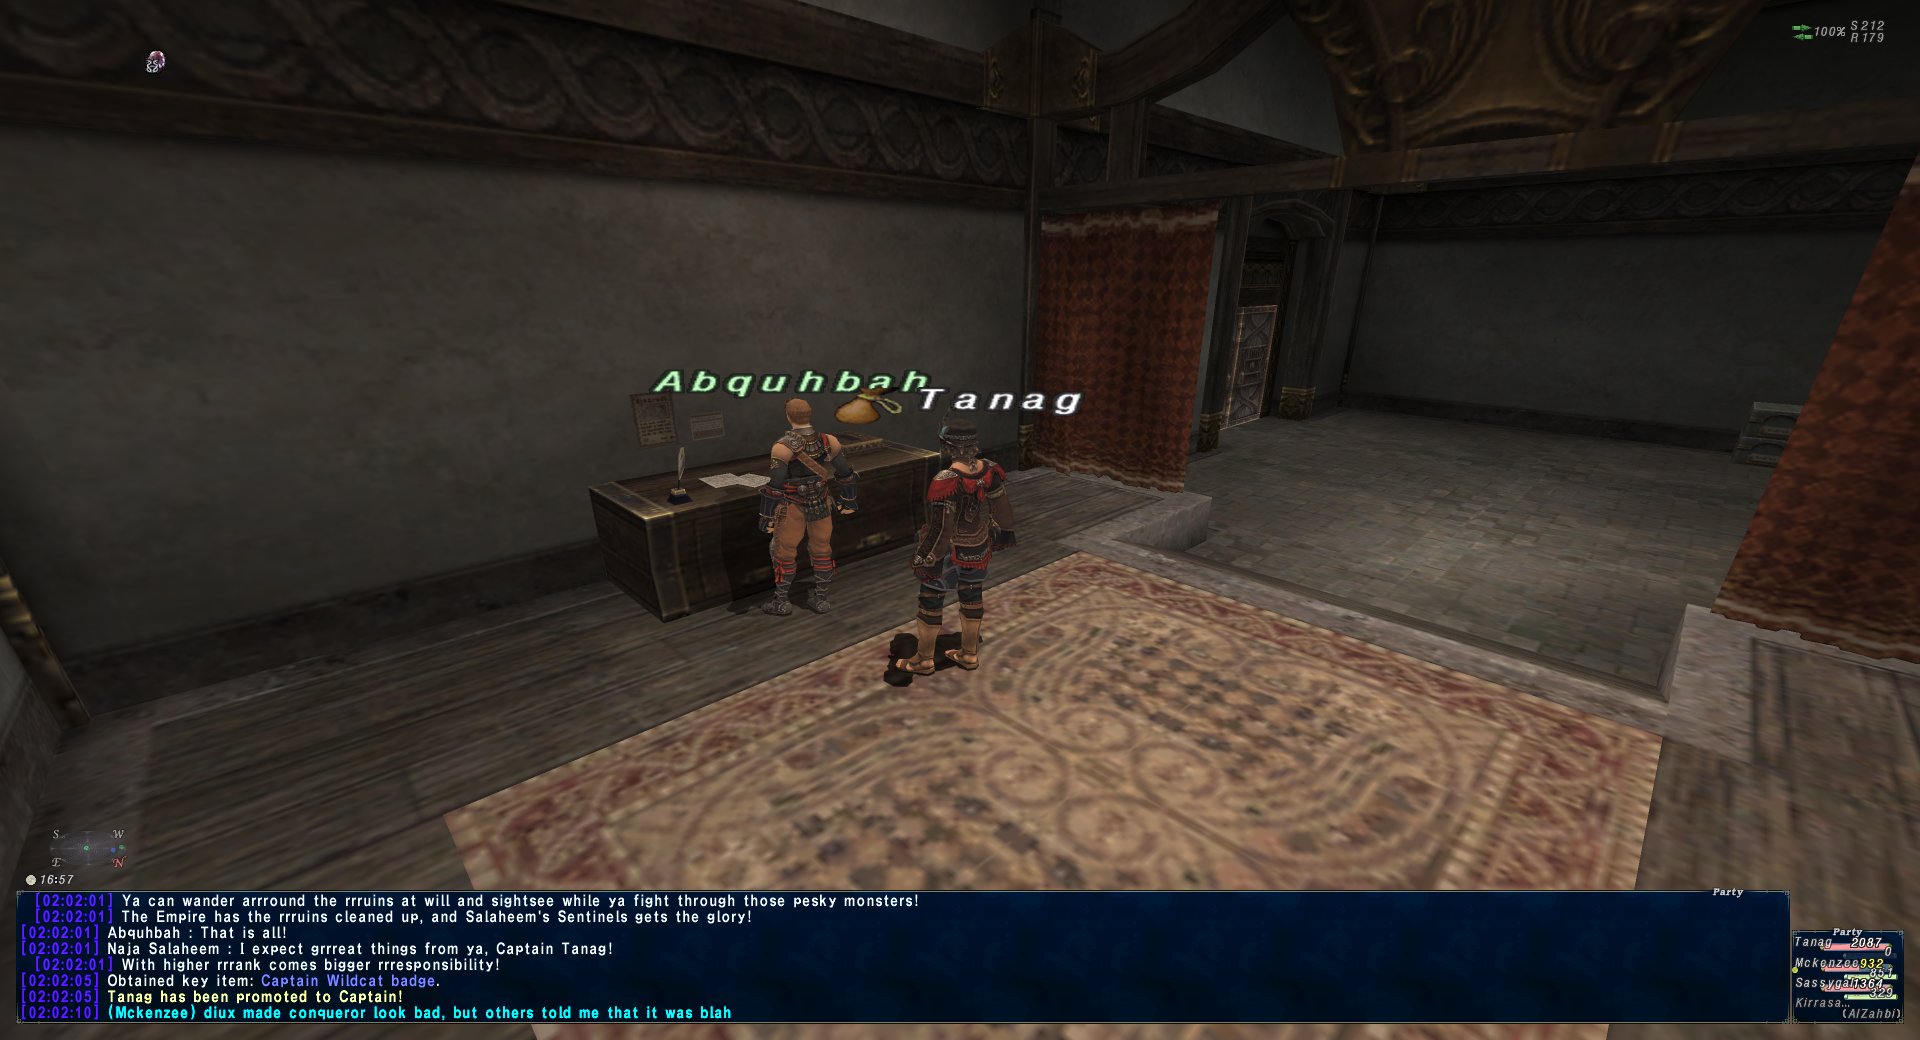 100% S 212
R 179
Abquhbah
Tanag
S W
E N
16:57
[02:02:01] Ya can wander arrround the rrruins at will and sightsee while ya fight through those pesky monsters!
[02:02:01] The Empire has the rrruins cleaned up, and Salaheem's Sentinels gets the glory!
[02:02:01] Abquhbah : That is all!
[02:02:01] Naja Salaheem : I expect grrreat things from ya, Captain Tanag!
[02:02:01] With higher rrrank comes bigger rrresponsibility!
[02:02:05] Obtained key item: Captain Wildcat badge.
[02:02:05] Tanag has been promoted to Captain!
[02:02:10] (Mckenzee) diux made conqueror look bad, but others told me that it was blah
Party
Party
Tanag 2087
0
Mckenzee 932
851
Sassygal 1364
329
Kirrasa...
(AlZahbi)